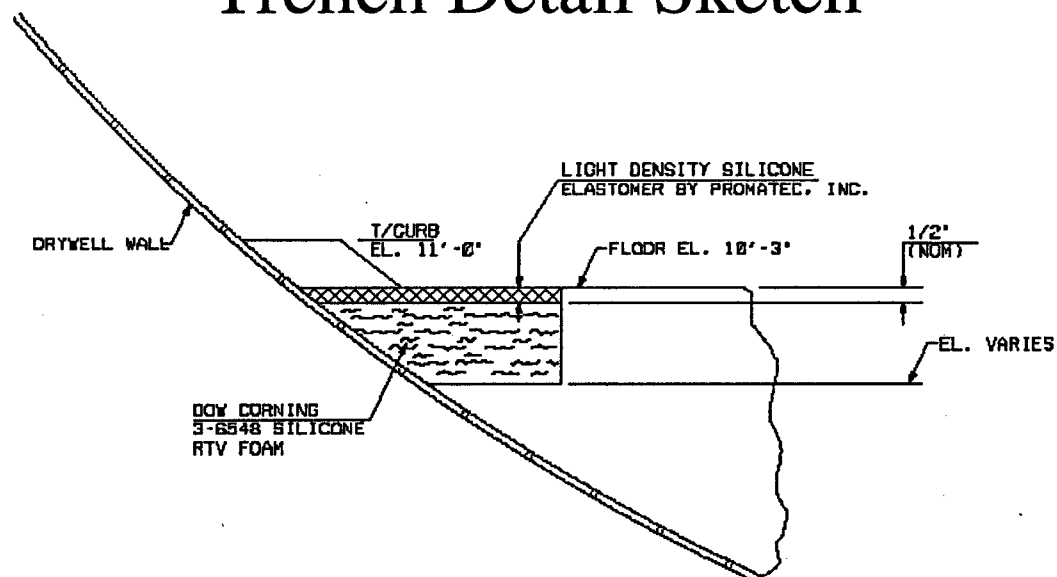 Trench Detail Sketch
LIGHT DENSITY SILICONE
ELASTOMER BY PROMATEC, INC.
T/CURB
EL. 11'-0"
FLOOR EL. 10'-3"
1/2"
(NOM)
DRYWELL WALL
EL. VARIES
DOW CORNING
3-6548 SILICONE
RTV FOAM